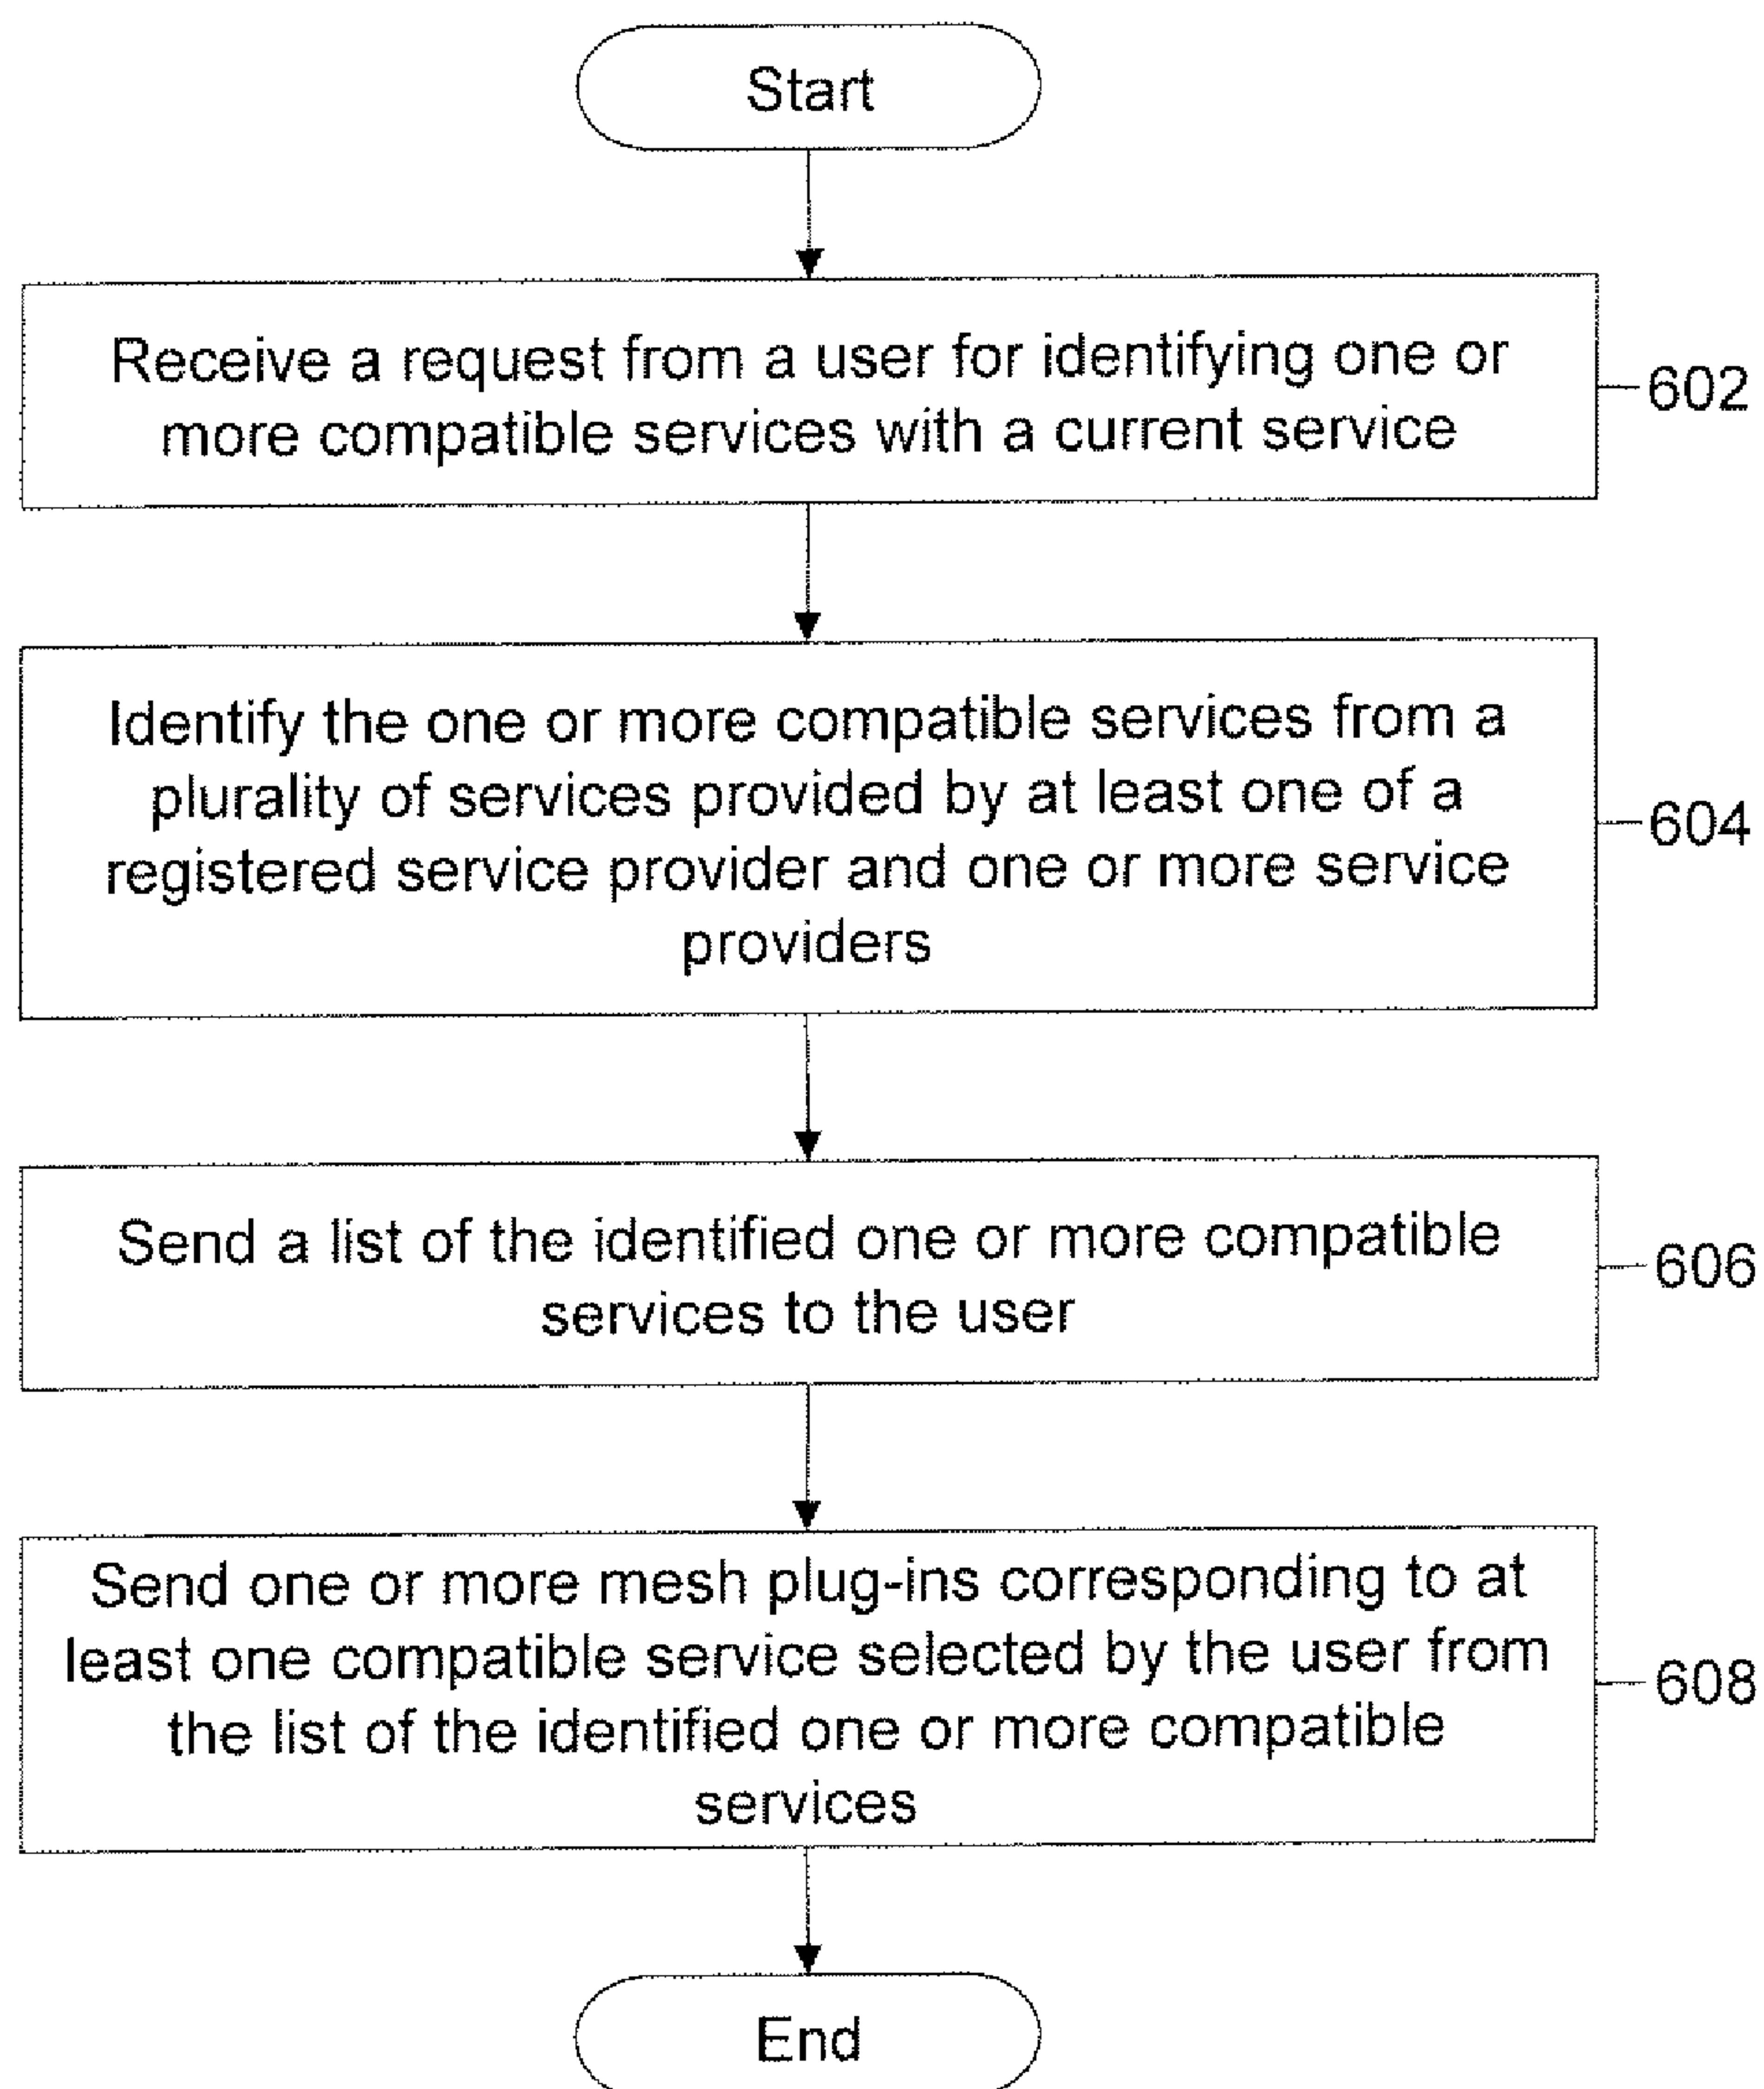 Start
Receive a request from a user for identifying one or
more compatible services with a current service
602
Identify the one or more compatible services from a
plurality of services provided by at least one of a
registered service provider and one or more service
providers
604
Send a list of the identified one or more compatible
services to the user
606
Send one or more mesh plug-ins corresponding to at
least one compatible service selected by the user from
the list of the identified one or more compatible
services
608
End